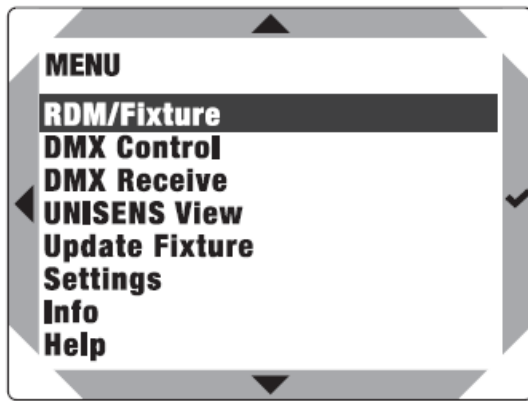 MENU
RDM/Fixture
DMX Control
DMX Receive
UNISENS View
Update Fixture
Settings
Info
Help